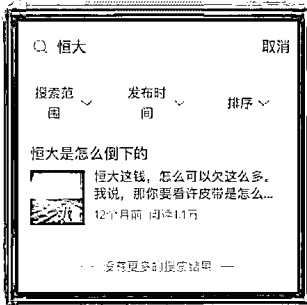 恒大
取消
搜索范
围
发布时
间
排序
恒大是怎么倒下的
恒大这钱，怎么可以欠这么多。
我说，那你要看许皮带是怎么...
12个月前 阅读1.1万
没有更多的搜索结果